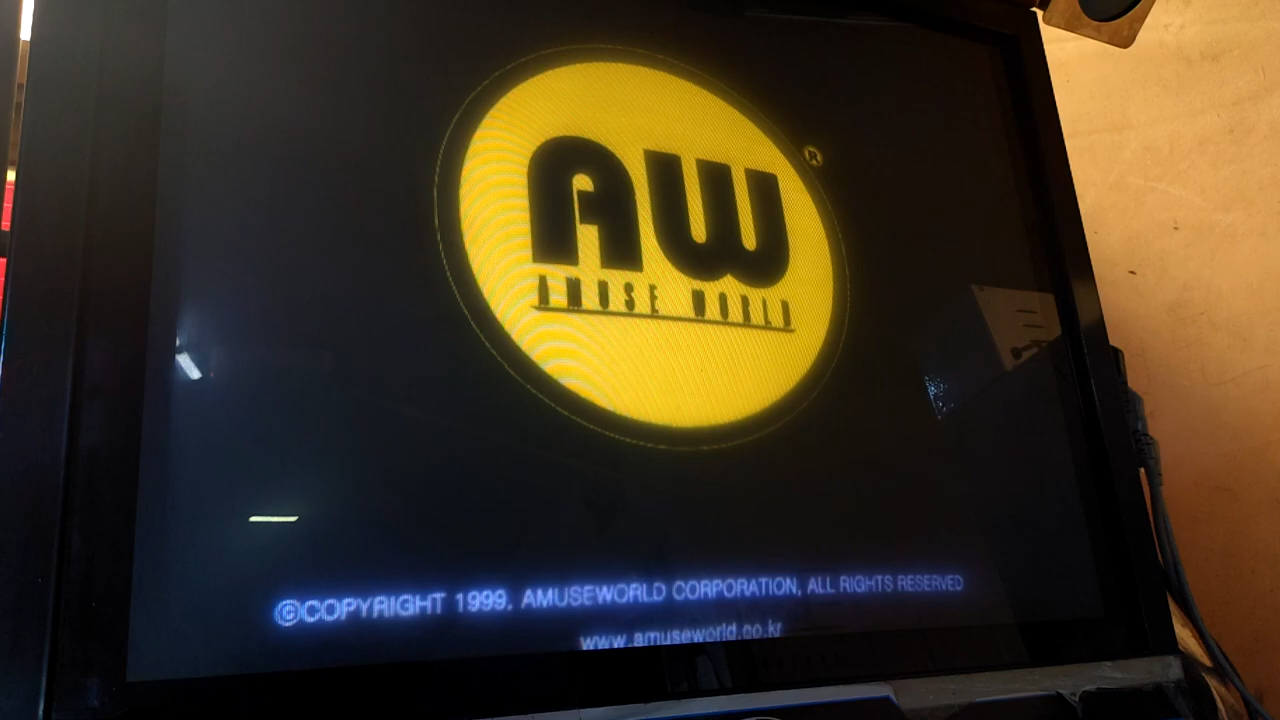 AW
®
AMUSE WORLD
©COPYRIGHT 1999. AMUSEWORLD CORPORATION, ALL RIGHTS RESERVED
www.amuseworld.co.kr